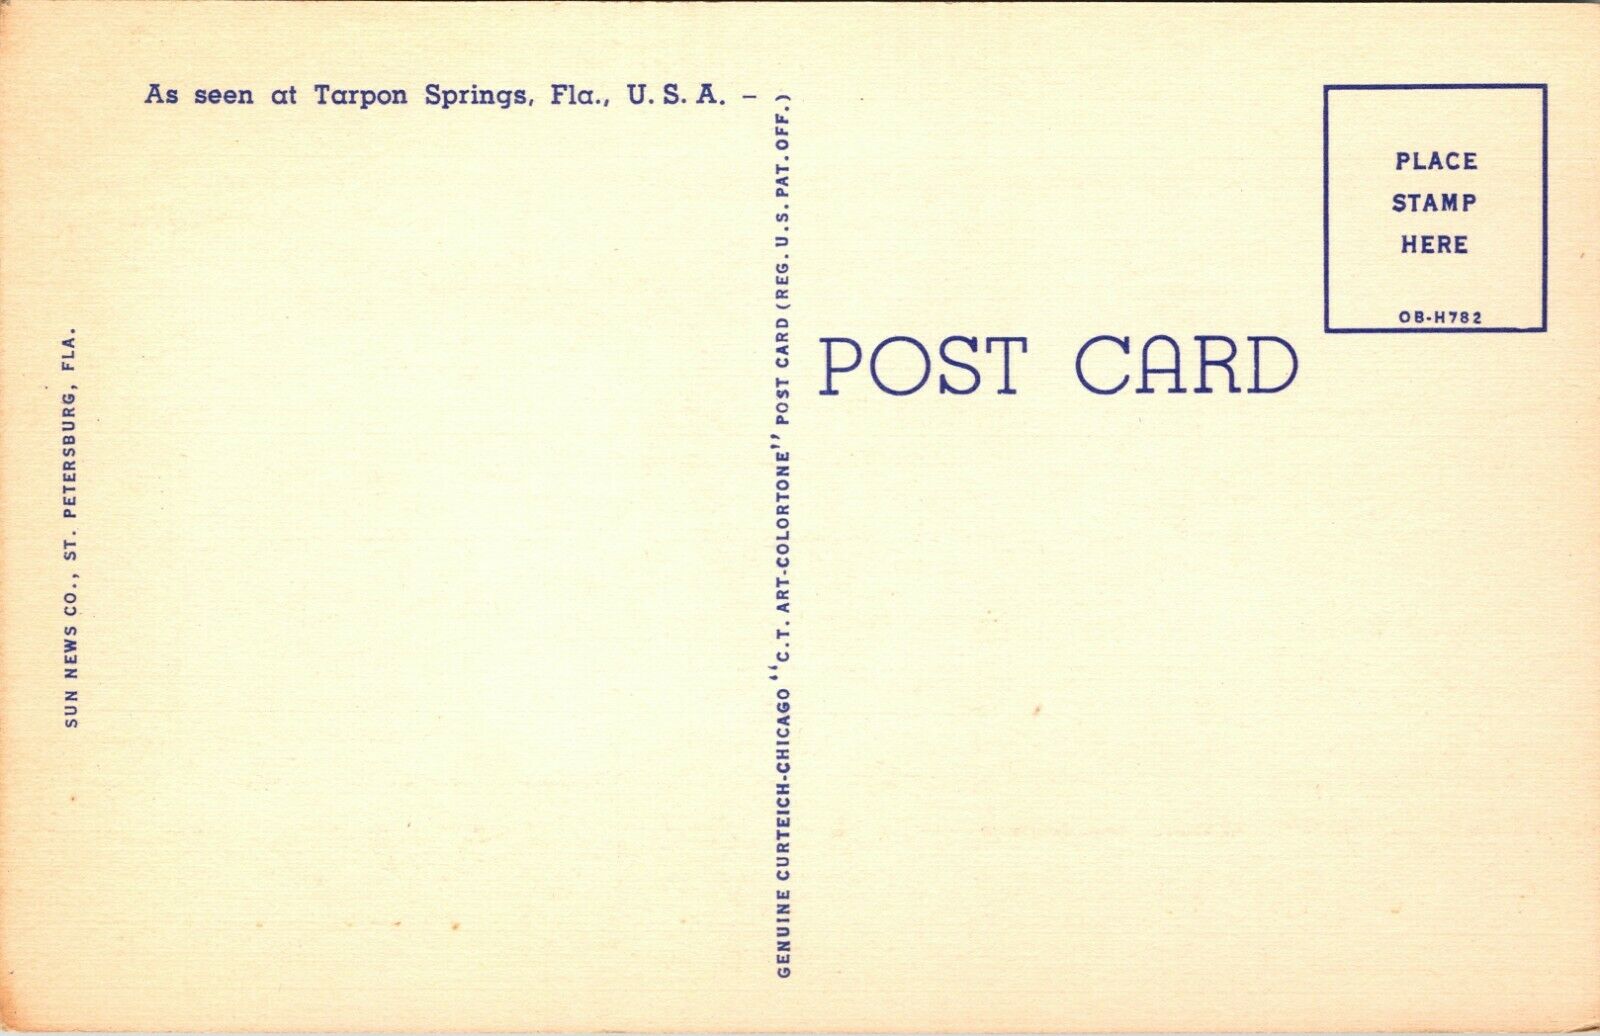 As seen at Tarpon Springs, Fla., U. S. A. –
SUN NEWS CO., ST. PETERSBURG, FLA.
GENUINE CURTEICH-CHICAGO "C.T. ART-COLORTONE" POST CARD (REG. U.S. PAT. OFF.)
POST CARD
PLACE
STAMP
HERE
OB-H782